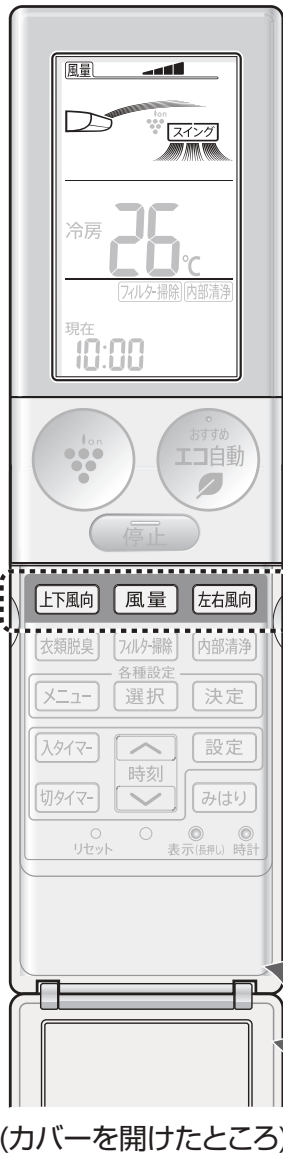 風量
ion
スイング
冷房 26℃
フィルター掃除 内部清浄
現在
10:00
ion
おすすめ
エコ自動
停止
上下風向 風量 左右風向
衣類脱臭 フィルター掃除 内部清浄
各種設定
メニュー 選択 決定
入タイマー 時刻 設定
切タイマー みはり
リセット 表示(長押し) 時計
(カバーを開けたところ)